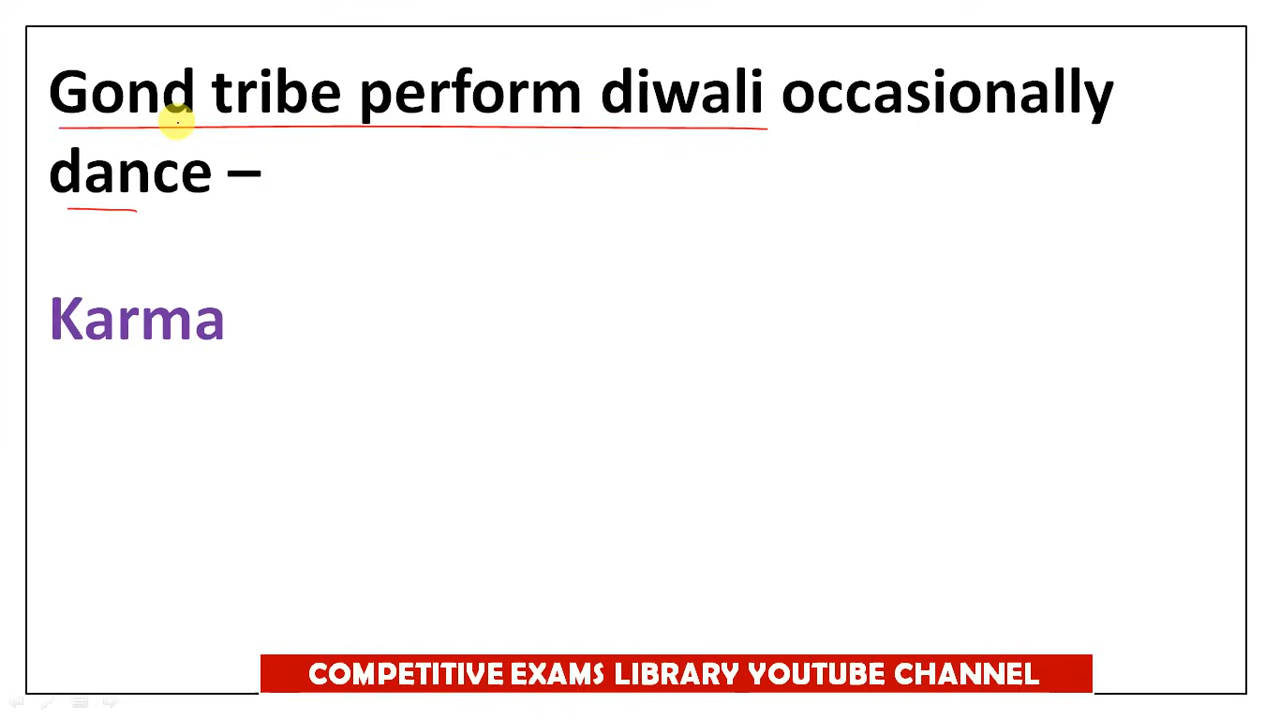 Gond tribe perform diwali occasionally
dance –
Karma
COMPETITIVE EXAMS LIBRARY YOUTUBE CHANNEL